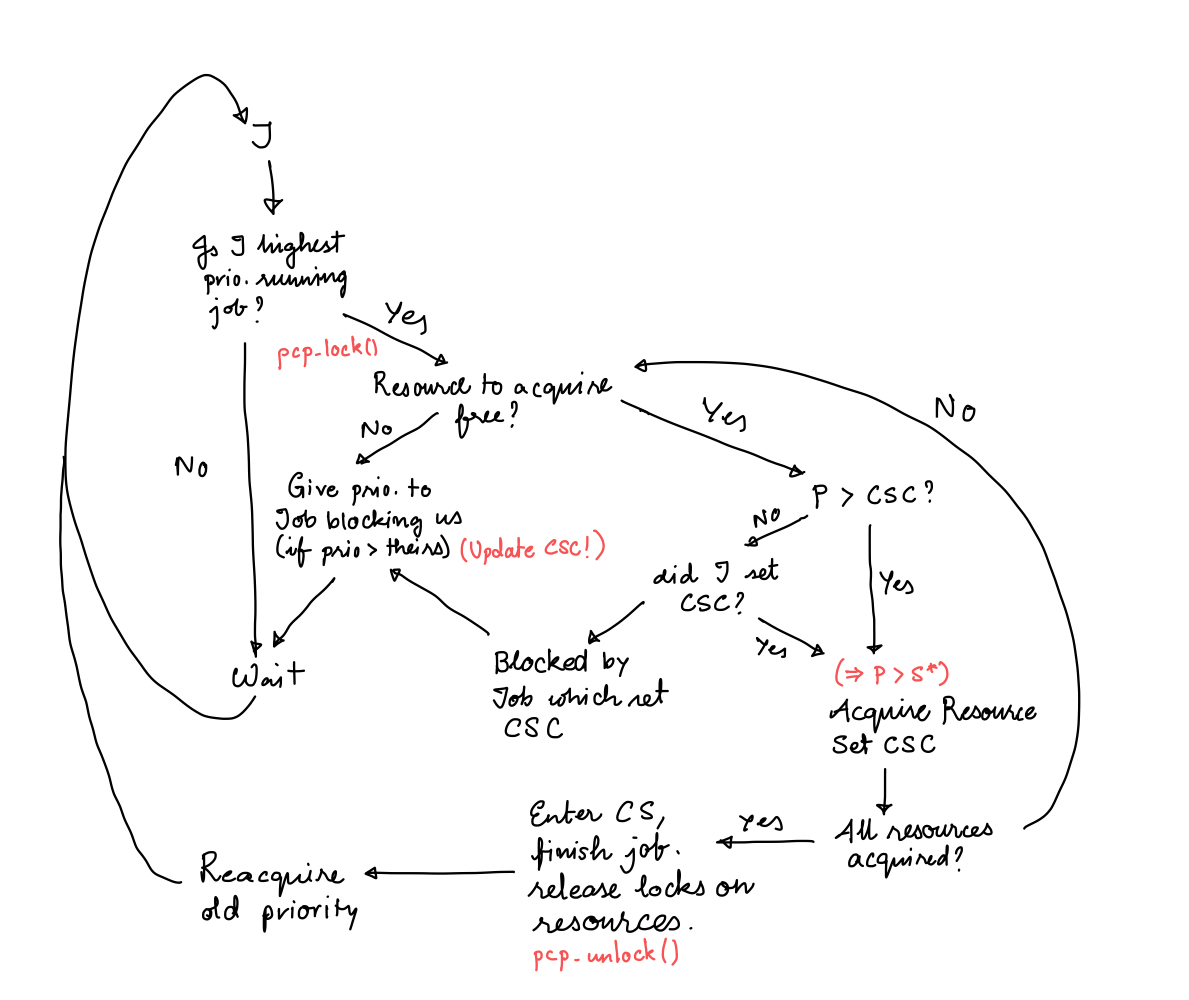 J
Is J highest
prio. running
job?
Yes
pcp-lock()
Resource to acquire
free?
No
Yes
No
No
Give prio. to
Job blocking us
(if prio > theirs) (Update CSC!)
P > CSC?
No
Yes
did J set
CSC?
Yes
Blocked by
Job which set
CSC
Wait
(⇒ P > S*)
Acquire Resource
Set CSC
All resources
acquired?
Yes
Enter CS,
finish job.
release locks on
resources.
pcp-unlock()
Reacquire
old priority